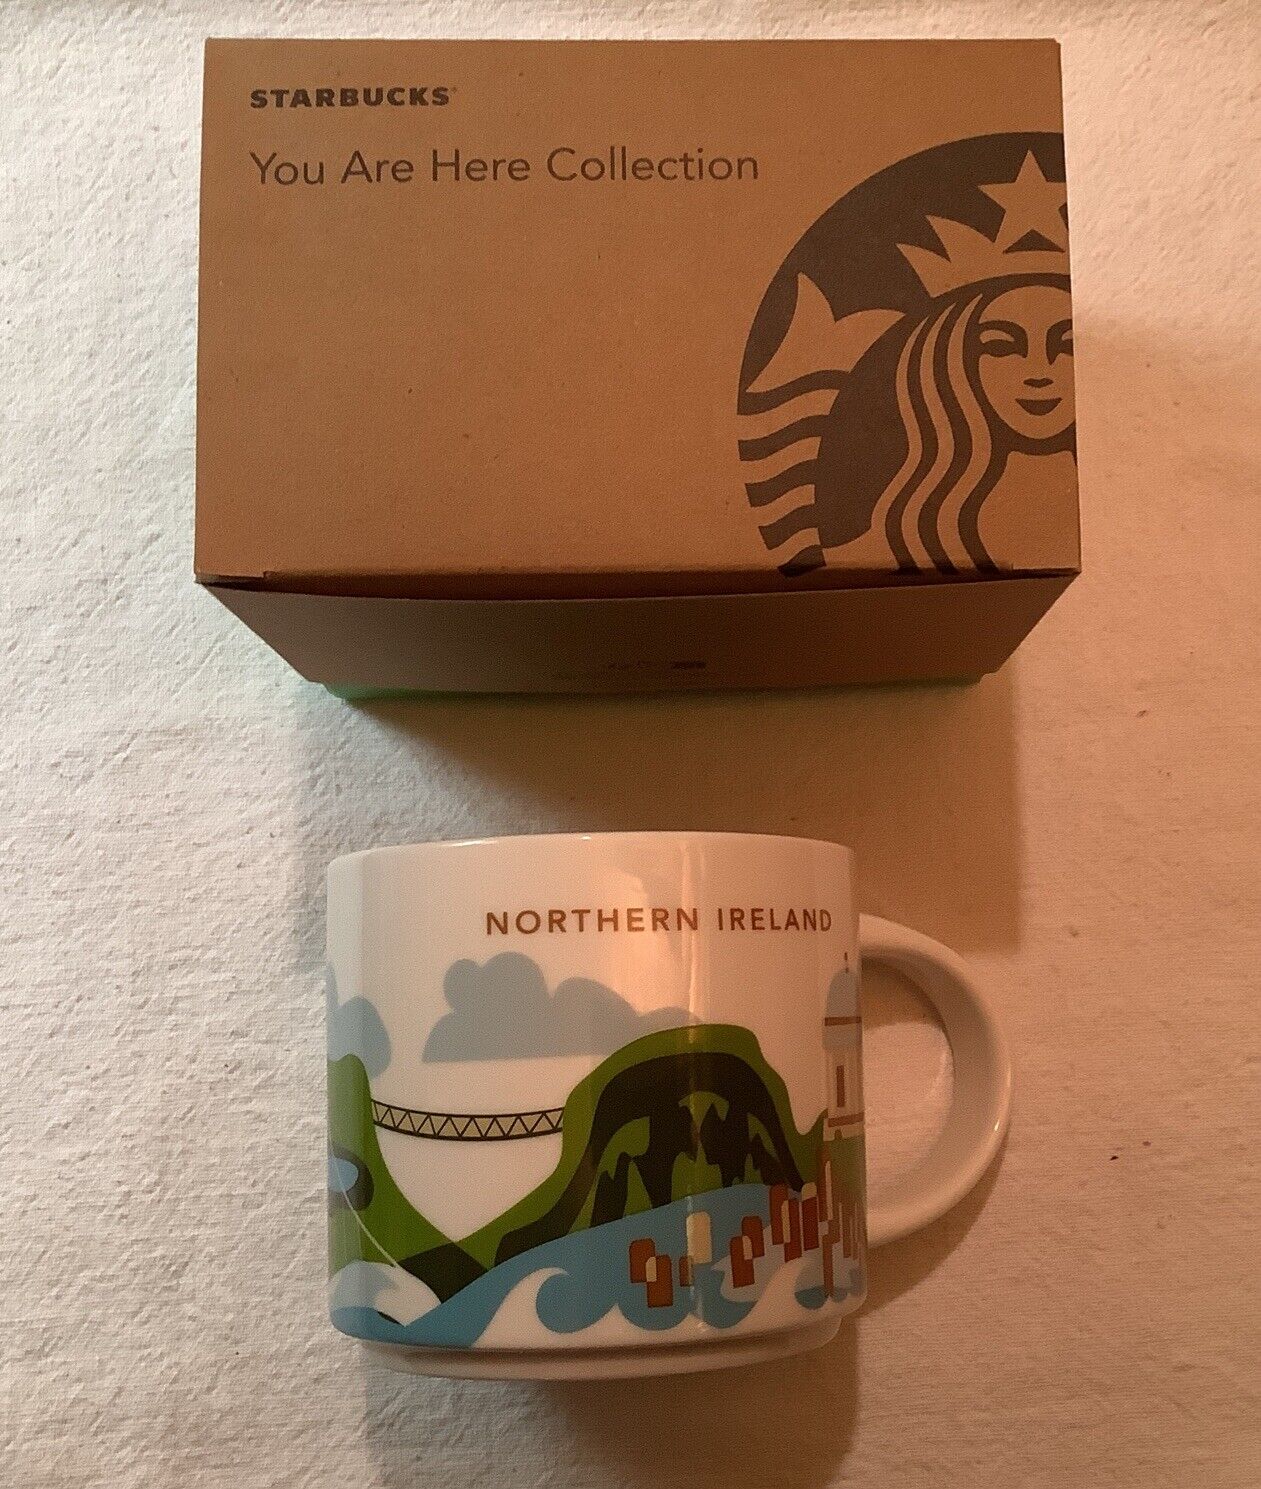 STARBUCKS
You Are Here Collection
NORTHERN IRELAND